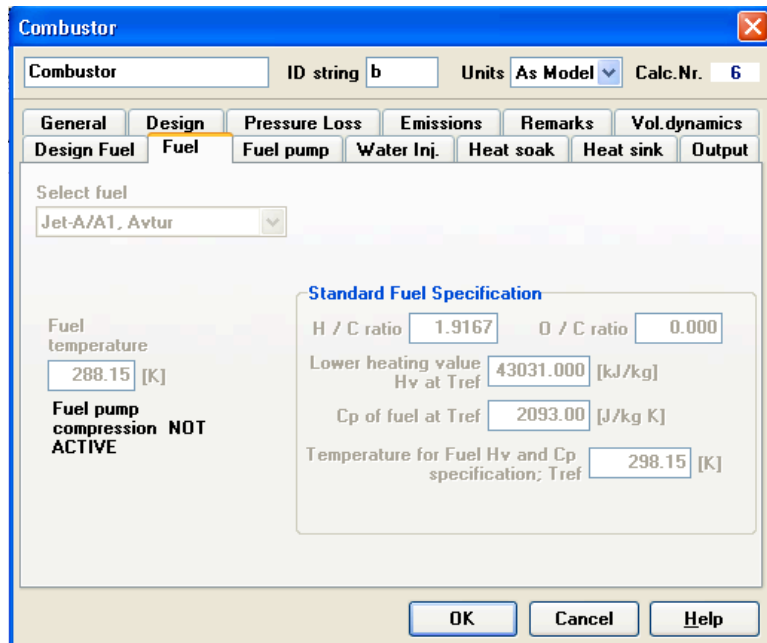 Combustor
Combustor ID string b Units As Model Calc.Nr. 6
General Design Pressure Loss Emissions Remarks Vol.dynamics
Design Fuel Fuel Fuel pump Water Inj. Heat soak Heat sink Output
Select fuel
Jet-A/A1, Avtur
Fuel
temperature
288.15 [K]
Fuel pump
compression NOT
ACTIVE
Standard Fuel Specification
H / C ratio 1.9167 O / C ratio 0.000
Lower heating value
Hv at Tref 43031.000 [kJ/kg]
Cp of fuel at Tref 2093.00 [J/kg K]
Temperature for Fuel Hv and Cp
specification; Tref 298.15 [K]
OK Cancel Help